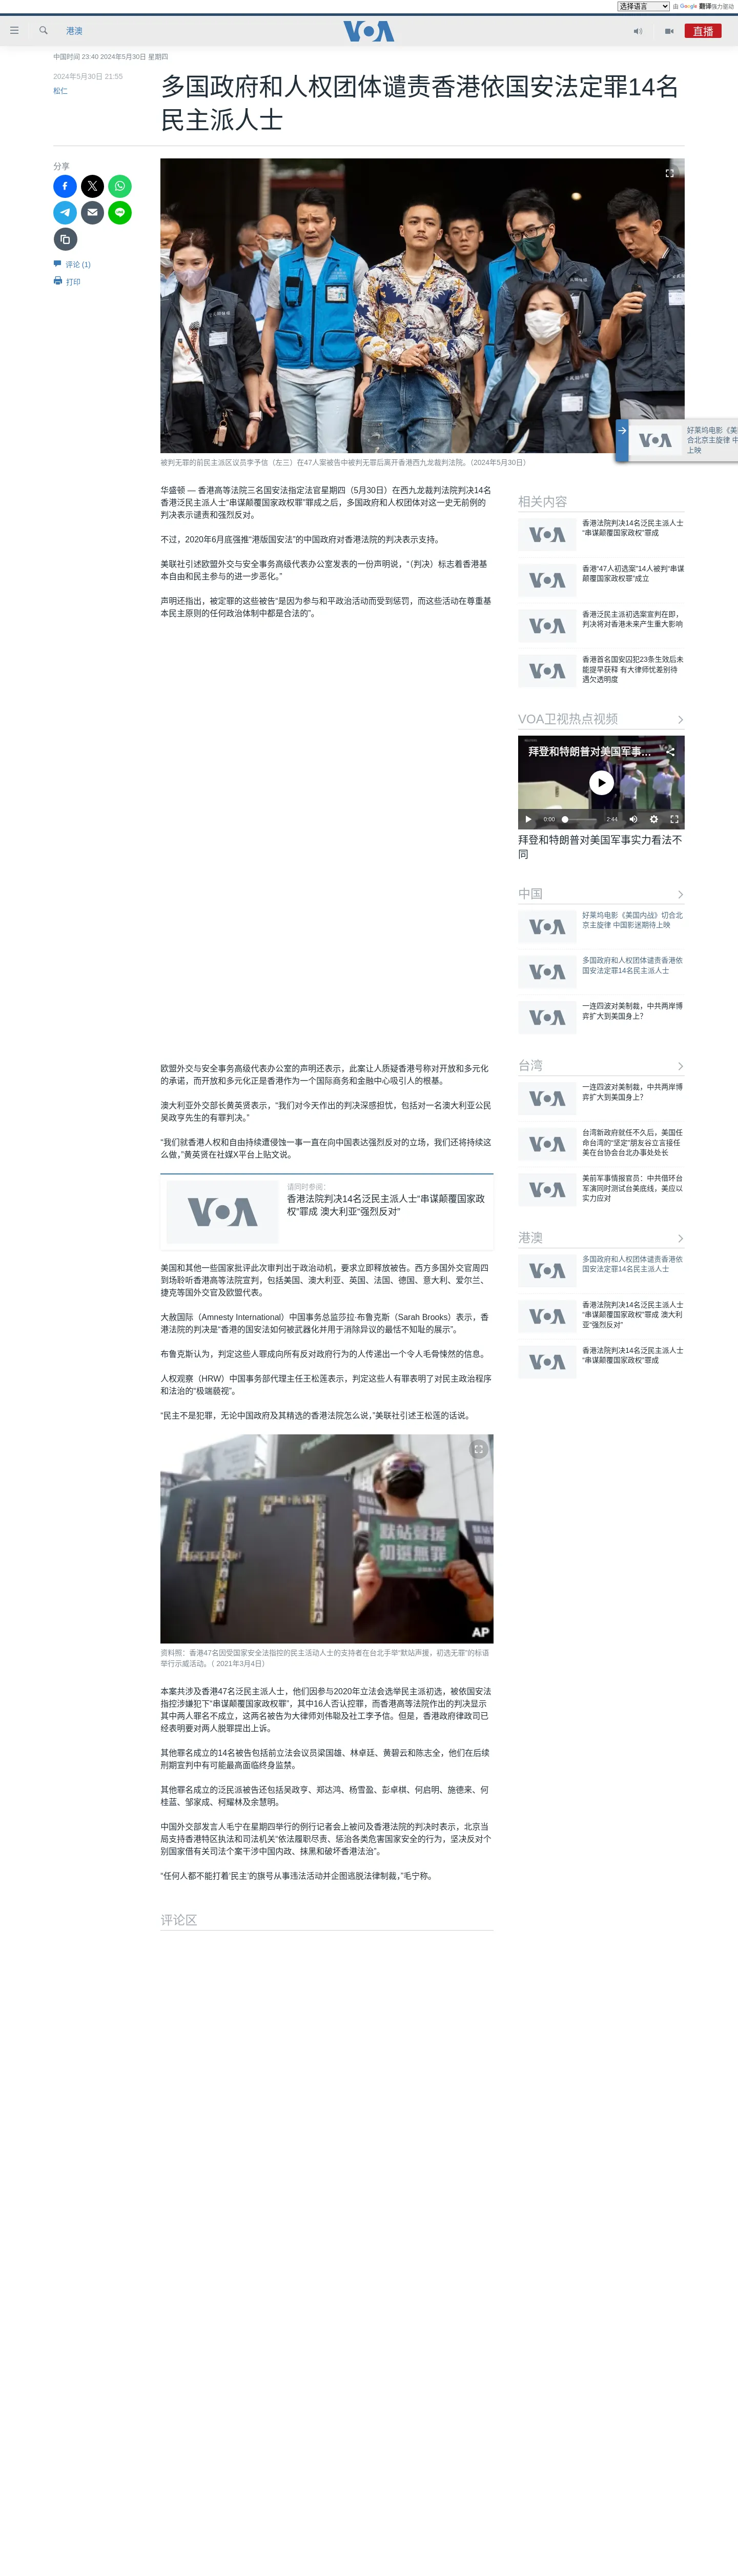 选择语言
由 Google 翻译强力驱动
港澳
VOA
直播
中国时间 23:40 2024年5月30日 星期四
2024年5月30日 21:55
松仁
多国政府和人权团体谴责香港依国安法定罪14名
民主派人士
分享
评论 (1)
打印
被判无罪的前民主派区议员李予信（左三）在47人案被告中被判无罪后离开香港西九龙裁判法院。（2024年5月30日）
好莱坞电影《美
合北京主旋律 中
上映
华盛顿 — 香港高等法院三名国安法指定法官星期四（5月30日）在西九龙裁判法院判决14名
香港泛民主派人士“串谋颠覆国家政权罪”罪成之后，多国政府和人权团体对这一史无前例的
判决表示谴责和强烈反对。
不过，2020年6月底强推“港版国安法”的中国政府对香港法院的判决表示支持。
美联社引述欧盟外交与安全事务高级代表办公室发表的一份声明说，“（判决）标志着香港基
本自由和民主参与的进一步恶化。”
声明还指出，被定罪的这些被告“是因为参与和平政治活动而受到惩罚，而这些活动在尊重基
本民主原则的任何政治体制中都是合法的”。
欧盟外交与安全事务高级代表办公室的声明还表示，此案让人质疑香港号称对开放和多元化
的承诺，而开放和多元化正是香港作为一个国际商务和金融中心吸引人的根基。
澳大利亚外交部长黄英贤表示，“我们对今天作出的判决深感担忧，包括对一名澳大利亚公民
吴政亨先生的有罪判决。”
“我们就香港人权和自由持续遭侵蚀一事一直在向中国表达强烈反对的立场，我们还将持续这
么做，”黄英贤在社媒X平台上贴文说。
VOA
请同时参阅：
香港法院判决14名泛民主派人士“串谋颠覆国家政
权”罪成 澳大利亚“强烈反对”
美国和其他一些国家批评此次审判出于政治动机，要求立即释放被告。西方多国外交官周四
到场聆听香港高等法院宣判，包括美国、澳大利亚、英国、法国、德国、意大利、爱尔兰、
捷克等国外交官及欧盟代表。
大赦国际（Amnesty International）中国事务总监莎拉·布鲁克斯（Sarah Brooks）表示，香
港法院的判决是“香港的国安法如何被武器化并用于消除异议的最恬不知耻的展示”。
布鲁克斯认为，判定这些人罪成向所有反对政府行为的人传递出一个令人毛骨悚然的信息。
人权观察（HRW）中国事务部代理主任王松莲表示，判定这些人有罪表明了对民主政治程序
和法治的“极端藐视”。
“民主不是犯罪，无论中国政府及其精选的香港法院怎么说，”美联社引述王松莲的话说。
47
默站聲援
初選無罪
AP
资料照：香港47名因受国家安全法指控的民主活动人士的支持者在台北手举“默站声援，初选无罪”的标语
举行示威活动。（ 2021年3月4日）
本案共涉及香港47名泛民主派人士，他们因参与2020年立法会选举民主派初选，被依国安法
指控涉嫌犯下“串谋颠覆国家政权罪”，其中16人否认控罪，而香港高等法院作出的判决显示
其中两人罪名不成立，这两名被告为大律师刘伟聪及社工李予信。但是，香港政府律政司已
经表明要对两人脱罪提出上诉。
其他罪名成立的14名被告包括前立法会议员梁国雄、林卓廷、黄碧云和陈志全，他们在后续
刑期宣判中有可能最高面临终身监禁。
其他罪名成立的泛民派被告还包括吴政亨、郑达鸿、杨雪盈、彭卓棋、何启明、施德来、何
桂蓝、邹家成、柯耀林及余慧明。
中国外交部发言人毛宁在星期四举行的例行记者会上被问及香港法院的判决时表示，北京当
局支持香港特区执法和司法机关“依法履职尽责、惩治各类危害国家安全的行为，坚决反对个
别国家借有关司法个案干涉中国内政、抹黑和破坏香港法治”。
“任何人都不能打着‘民主’的旗号从事违法活动并企图逃脱法律制裁，”毛宁称。
评论区
相关内容
VOA
香港法院判决14名泛民主派人士
“串谋颠覆国家政权”罪成
VOA
香港“47人初选案”14人被判“串谋
颠覆国家政权罪”成立
VOA
香港泛民主派初选案宣判在即，
判决将对香港未来产生重大影响
VOA
香港首名国安囚犯23条生效后未
能提早获释 有大律师忧差别待
遇欠透明度
VOA卫视热点视频
拜登和特朗普对美国军事...
0:00
2:44
拜登和特朗普对美国军事实力看法不
同
中国
VOA
好莱坞电影《美国内战》切合北
京主旋律 中国影迷期待上映
VOA
多国政府和人权团体谴责香港依
国安法定罪14名民主派人士
VOA
一连四波对美制裁，中共两岸博
弈扩大到美国身上？
台湾
VOA
一连四波对美制裁，中共两岸博
弈扩大到美国身上？
VOA
台湾新政府就任不久后，美国任
命台湾的“坚定”朋友谷立言接任
美在台协会台北办事处处长
VOA
美前军事情报官员：中共借环台
军演同时测试台美底线，美应以
实力应对
港澳
VOA
多国政府和人权团体谴责香港依
国安法定罪14名民主派人士
VOA
香港法院判决14名泛民主派人士
“串谋颠覆国家政权”罪成 澳大利
亚“强烈反对”
VOA
香港法院判决14名泛民主派人士
“串谋颠覆国家政权”罪成